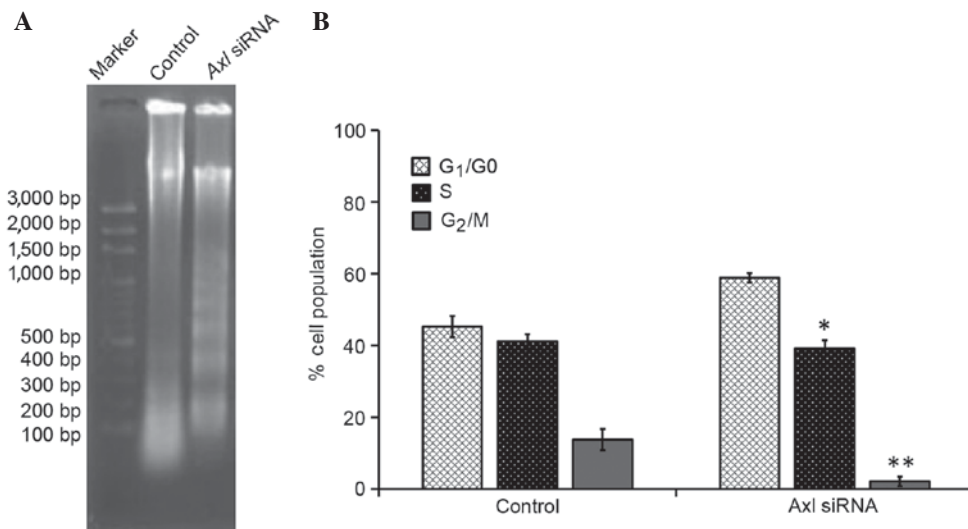 A
B
Marker
Control
Axl siRNA
3,000 bp
2,000 bp
1,500 bp
1,000 bp
500 bp
400 bp
300 bp
200 bp
100 bp
100
80
60
40
20
0
% cell population
G1/G0
S
G2/M
*
**
Control
Axl siRNA